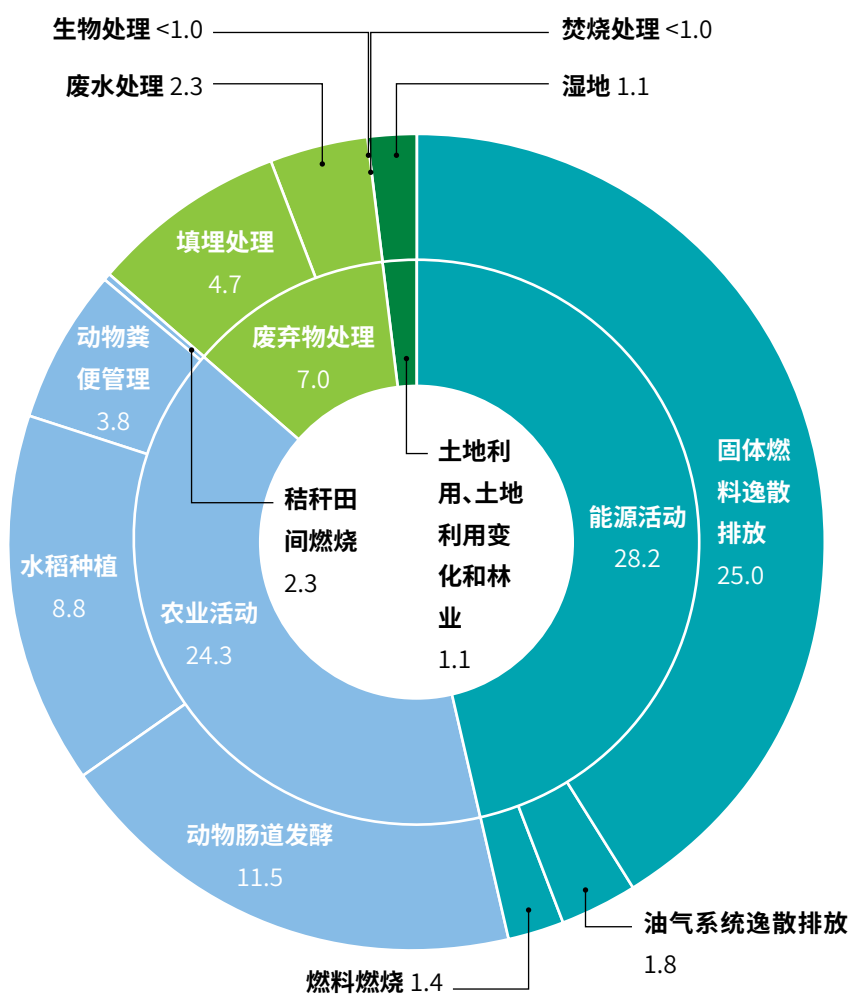 生物处理 <1.0
焚烧处理 <1.0
废水处理 2.3
湿地 1.1
填埋处理
4.7
废弃物处理
7.0
动物粪
便管理
3.8
土地利
用、土地
利用变
化和林
业
1.1
固体燃
料逸散
排放
25.0
秸秆田
间燃烧
2.3
能源活动
28.2
水稻种植
8.8
农业活动
24.3
动物肠道发酵
11.5
油气系统逸散排放
1.8
燃料燃烧 1.4